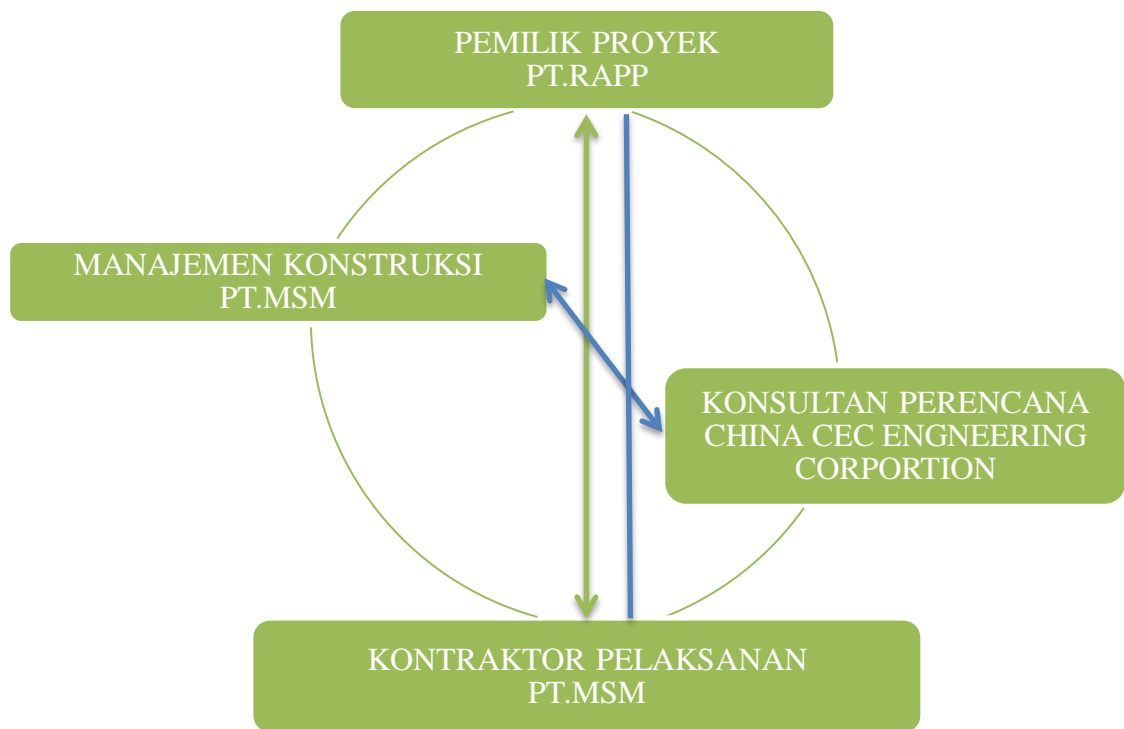 PEMILIK PROYEK
PT.RAPP
MANAJEMEN KONSTRUKSI
PT.MSM
KONSULTAN PERENCANA
CHINA CEC ENGNEERING
CORPORTION
KONTRAKTOR PELAKSANAN
PT.MSM